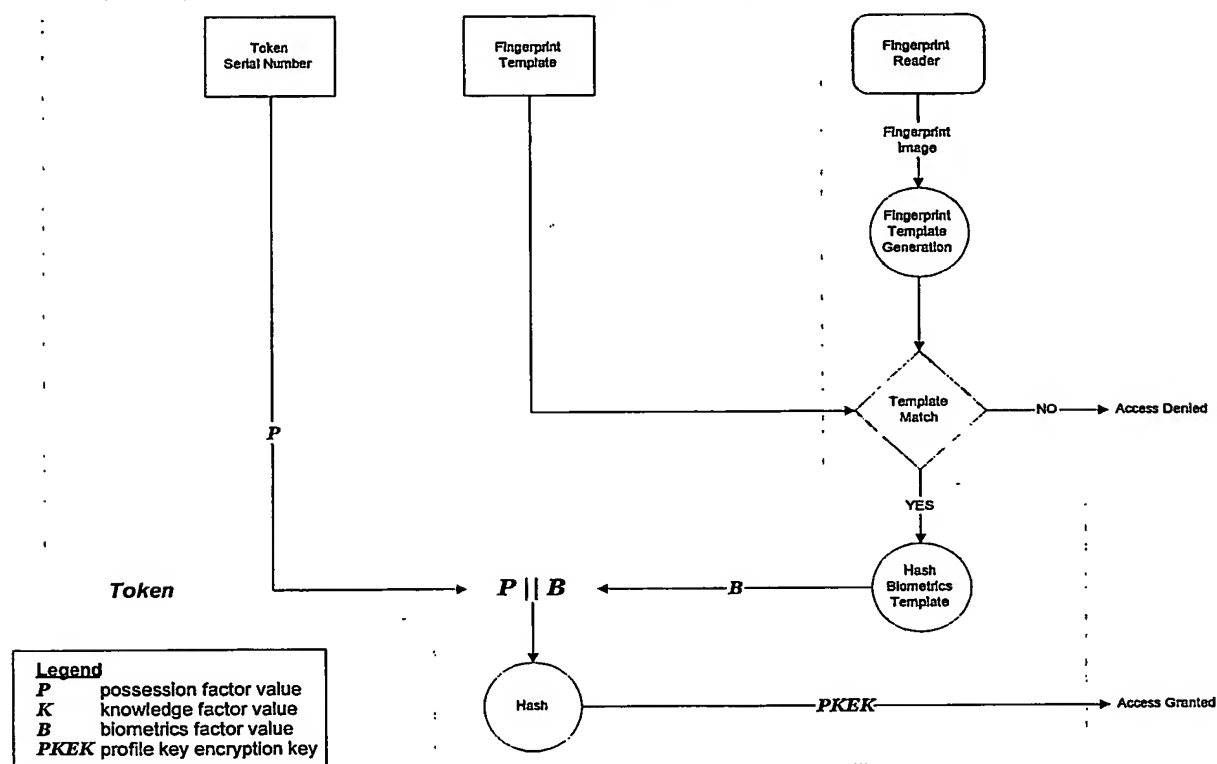 Token
Serial Number
Fingerprint
Template
Fingerprint
Reader
Fingerprint
Image
Fingerprint
Template
Generation
Template
Match
NO
Access Denied
P
YES
Token
P || B
B
Hash
Biometrics
Template
Legend
P possession factor value
K knowledge factor value
B biometrics factor value
PKEK profile key encryption key
Hash
PKEK
Access Granted